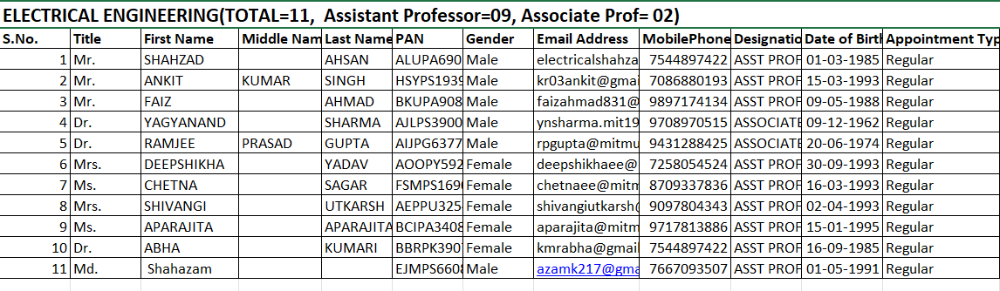 ELECTRICAL ENGINEERING(TOTAL=11, Assistant Professor=09, Associate Prof= 02)
S.No. Title First Name Middle Nam Last Name PAN Gender Email Address MobilePhone Designatio Date of Birth Appointment Typ
1 Mr. SHAHZAD AHSAN ALUPA690 Male electricalshahza 7544897422 ASST PROF 01-03-1985 Regular
2 Mr. ANKIT KUMAR SINGH HSYPS1939 Male kr03ankit@gmai 7086880193 ASST PROF 15-03-1993 Regular
3 Mr. FAIZ AHMAD BKUPA908 Male faizahmad831@ 9897174134 ASST PROF 09-05-1988 Regular
4 Dr. YAGYANAND SHARMA AJLPS3900 Male ynsharma.mit19 9708970515 ASSOCIATE 09-12-1962 Regular
5 Dr. RAMJEE PRASAD GUPTA AIJPG6377 Male rpgupta@mitmu 9431288425 ASSOCIATE 20-06-1974 Regular
6 Mrs. DEEPSHIKHA YADAV AOOPY592 Female deepshikhaee@ 7258054524 ASST PROF 30-09-1993 Regular
7 Ms. CHETNA SAGAR FSMPS1690 Female chetnaee@mitm 8709337836 ASST PROF 16-03-1993 Regular
8 Mrs. SHIVANGI UTKARSH AEPPU325 Female shivangiutkarsh@ 9097804343 ASST PROF 02-04-1993 Regular
9 Ms. APARAJITA APARAJITA BCIPA3408 Female aparajita@mitm 9717813886 ASST PROF 15-01-1995 Regular
10 Dr. ABHA KUMARI BBRPK390 Female kmrabha@gmai 7544897422 ASST PROF 16-09-1985 Regular
11 Md. Shahazam EJMPS6608 Male azamk217@gma 7667093507 ASST PROF 01-05-1991 Regular